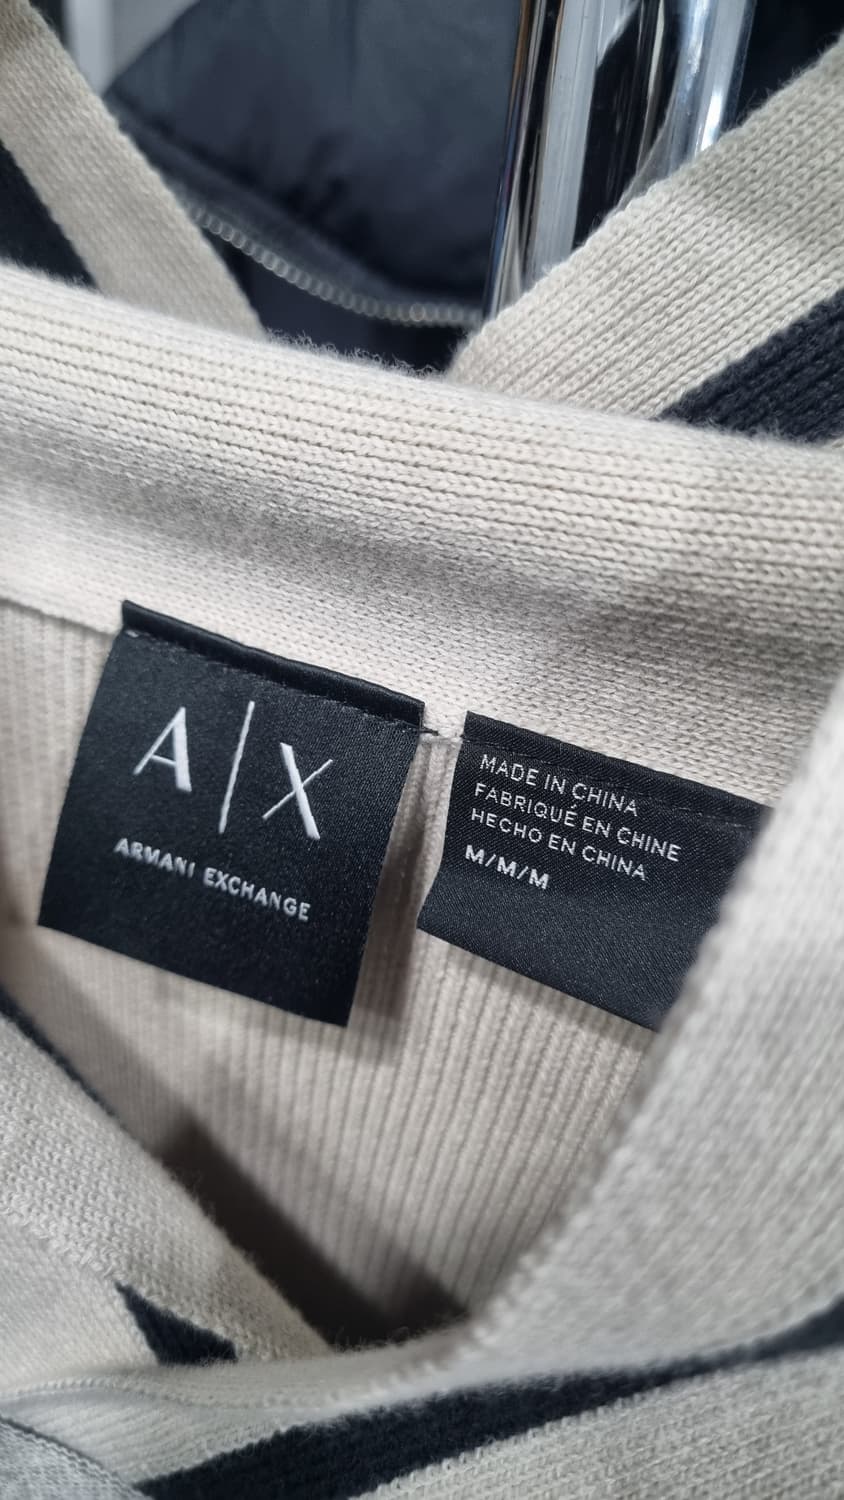 A|X
ARMANI EXCHANGE
MADE IN CHINA
FABRIQUÉ EN CHINE
HECHO EN CHINA
M/M/M